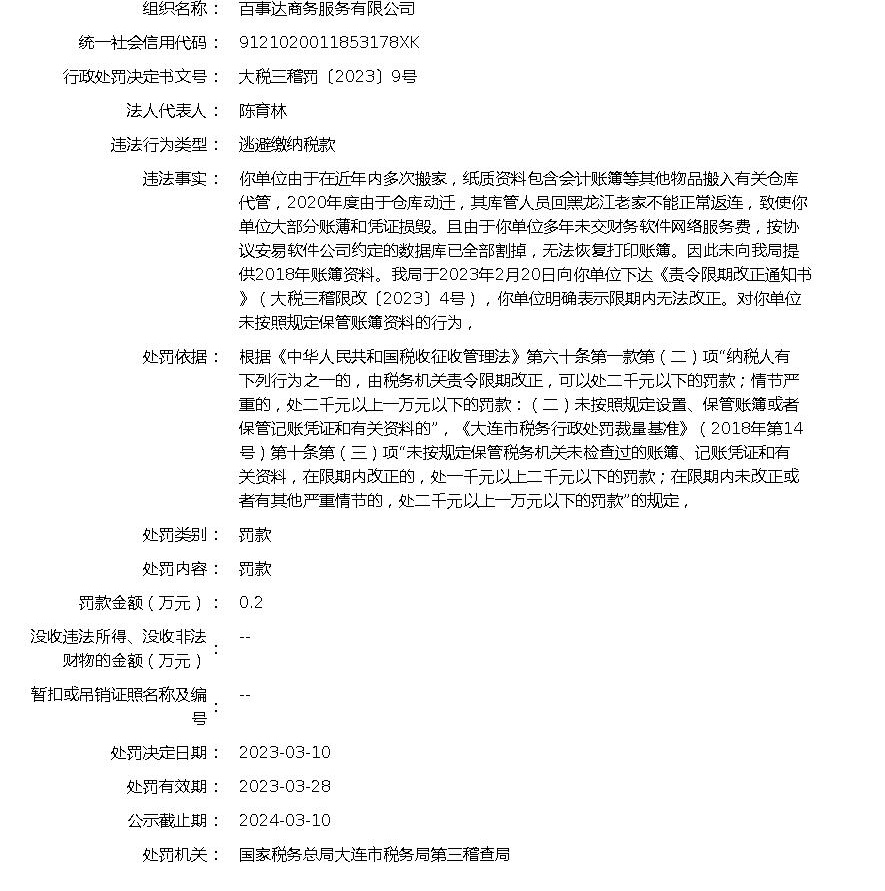 组织名称： 百事达商务服务有限公司
统一社会信用代码： 9121020011853178XK
行政处罚决定书文号： 大税三稽罚〔2023〕9号
法人代表人： 陈育林
违法行为类型： 逃避缴纳税款
违法事实： 你单位由于在近年内多次搬家，纸质资料包含会计账簿等其他物品搬入有关仓库
代管，2020年度由于仓库动迁，其库管人员回黑龙江老家不能正常返连，致使你
单位大部分账薄和凭证损毁。且由于你单位多年未交财务软件网络服务费，按协
议安易软件公司约定的数据库已全部割掉，无法恢复打印账簿。因此未向我局提
供2018年账簿资料。我局于2023年2月20日向你单位下达《责令限期改正通知书
》（大税三稽限改〔2023〕4号），你单位明确表示限期内无法改正。对你单位
未按照规定保管账簿资料的行为，
处罚依据： 根据《中华人民共和国税收征收管理法》第六十条第一款第（二）项“纳税人有
下列行为之一的，由税务机关责令限期改正，可以处二千元以下的罚款；情节严
重的，处二千元以上一万元以下的罚款：（二）未按照规定设置、保管账簿或者
保管记账凭证和有关资料的”，《大连市税务行政处罚裁量基准》（2018年第14
号）第十条第（三）项“未按规定保管税务机关未检查过的账簿、记账凭证和有
关资料，在限期内改正的，处一千元以上二千元以下的罚款；在限期内未改正或
者有其他严重情节的，处二千元以上一万元以下的罚款”的规定，
处罚类别： 罚款
处罚内容： 罚款
罚款金额（万元）： 0.2
没收违法所得、没收非法
财物的金额（万元）： --
暂扣或吊销证照名称及编
号： --
处罚决定日期： 2023-03-10
处罚有效期： 2023-03-28
公示截止期： 2024-03-10
处罚机关： 国家税务总局大连市税务局第三稽查局